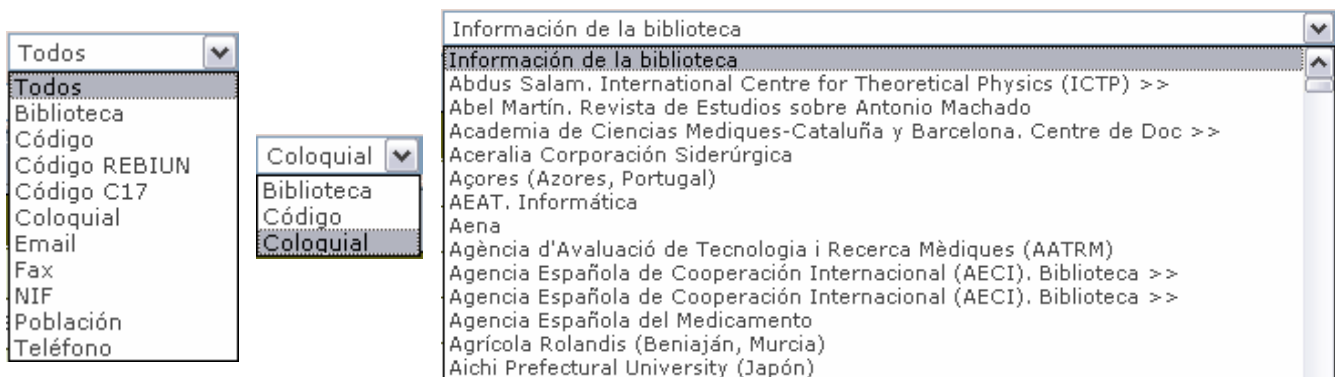 Todos
Todos
Biblioteca
Código
Código REBIUN
Código C17
Coloquial
Email
Fax
NIF
Población
Teléfono
Coloquial
Biblioteca
Código
Coloquial
Información de la biblioteca
Información de la biblioteca
Abdus Salam. International Centre for Theoretical Physics (ICTP) >>
Abel Martín. Revista de Estudios sobre Antonio Machado
Academia de Ciencias Mediques-Cataluña y Barcelona. Centre de Doc >>
Aceralia Corporación Siderúrgica
Açores (Azores, Portugal)
AEAT. Informática
Aena
Agència d'Avaluació de Tecnologia i Recerca Mèdiques (AATRM)
Agencia Española de Cooperación Internacional (AECI). Biblioteca >>
Agencia Española de Cooperación Internacional (AECI). Biblioteca >>
Agencia Española del Medicamento
Agrícola Rolandis (Beniaján, Murcia)
Aichi Prefectural University (Japón)